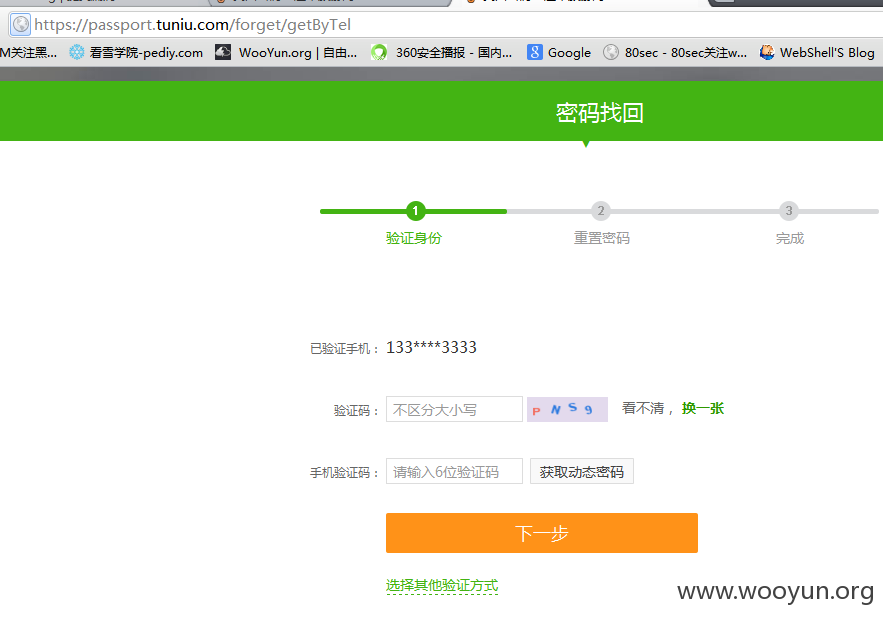 https://passport.tuniu.com/forget/getByTel
M关注黑... 看雪学院-pediy.com WooYun.org | 自由... 360安全播报 - 国内... Google 80sec - 80sec关注w... WebShell'S Blog
密码找回
1 2 3
验证身份 重置密码 完成
已验证手机： 133****3333
验证码： 不区分大小写 P N S 9 看不清， 换一张
手机验证码： 请输入6位验证码 获取动态密码
下一步
选择其他验证方式
www.wooyun.org